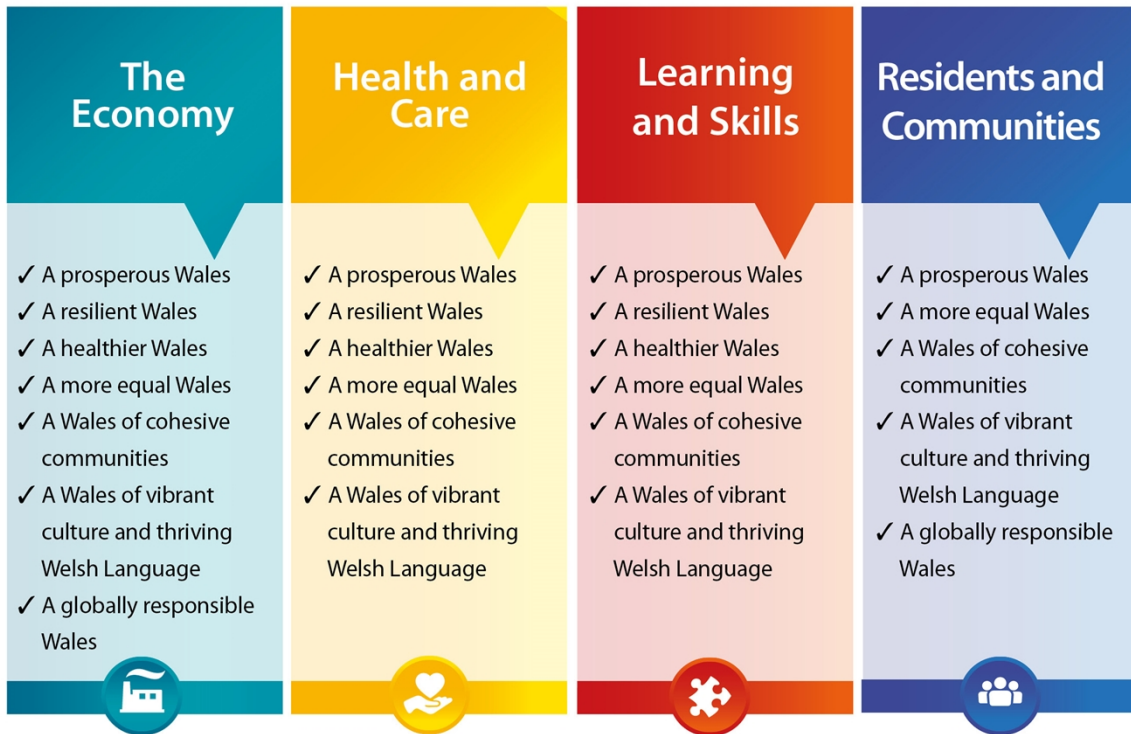 The
Economy
✓ A prosperous Wales
✓ A resilient Wales
✓ A healthier Wales
✓ A more equal Wales
✓ A Wales of cohesive
communities
✓ A Wales of vibrant
culture and thriving
Welsh Language
✓ A globally responsible
Wales
Health and
Care
✓ A prosperous Wales
✓ A resilient Wales
✓ A healthier Wales
✓ A more equal Wales
✓ A Wales of cohesive
communities
✓ A Wales of vibrant
culture and thriving
Welsh Language
Learning
and Skills
✓ A prosperous Wales
✓ A resilient Wales
✓ A healthier Wales
✓ A more equal Wales
✓ A Wales of cohesive
communities
✓ A Wales of vibrant
culture and thriving
Welsh Language
Residents and
Communities
✓ A prosperous Wales
✓ A more equal Wales
✓ A Wales of cohesive
communities
✓ A Wales of vibrant
culture and thriving
Welsh Language
✓ A globally responsible
Wales